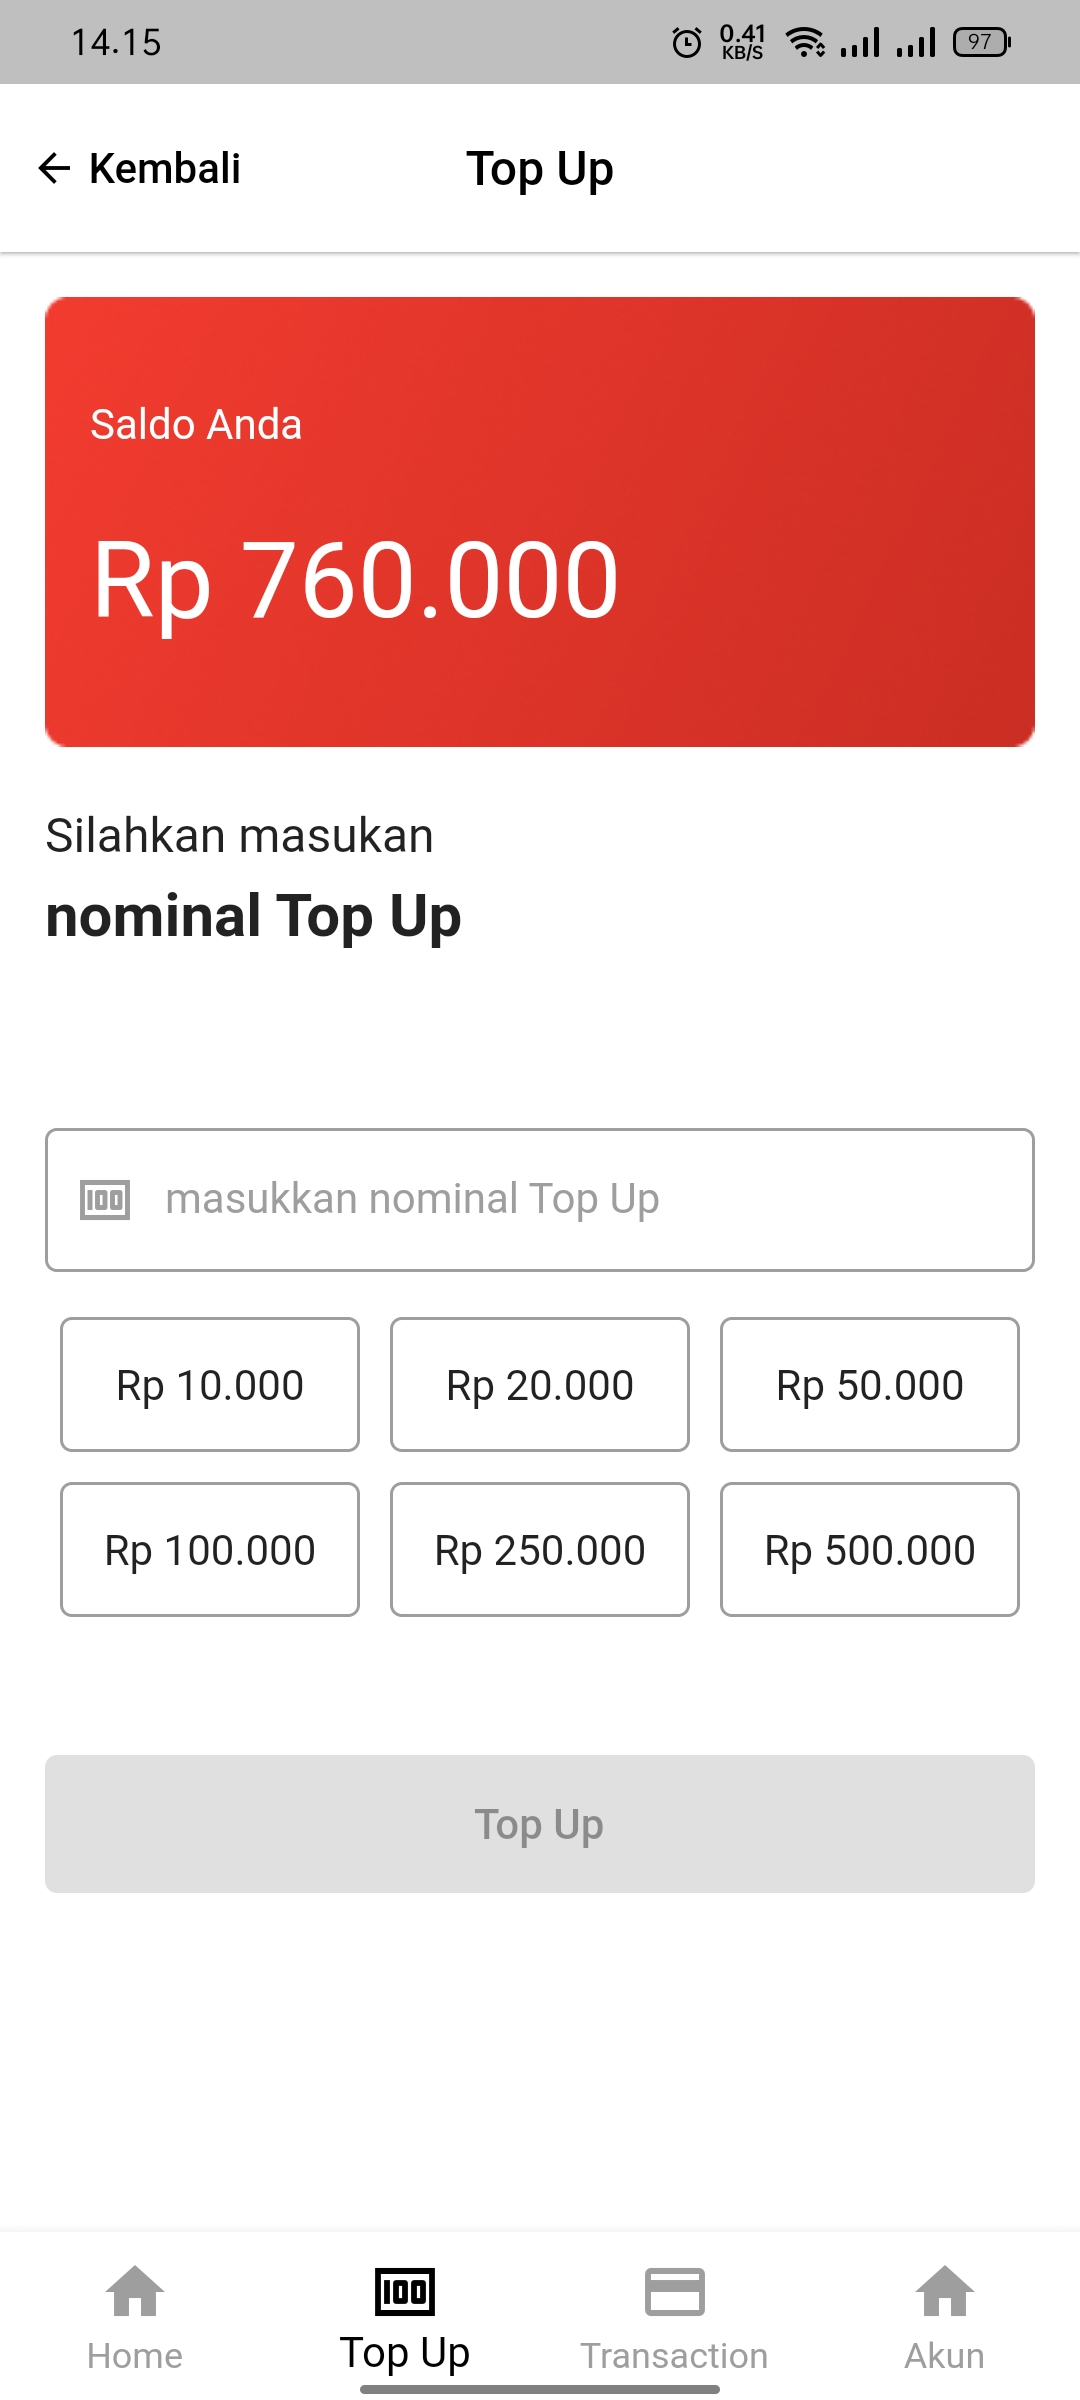 14.15
0.41
KB/S
97
Kembali
Top Up
Saldo Anda
Rp 760.000
Silahkan masukan
nominal Top Up
100
masukkan nominal Top Up
Rp 10.000
Rp 20.000
Rp 50.000
Rp 100.000
Rp 250.000
Rp 500.000
Top Up
100
Home
Top Up
Transaction
Akun